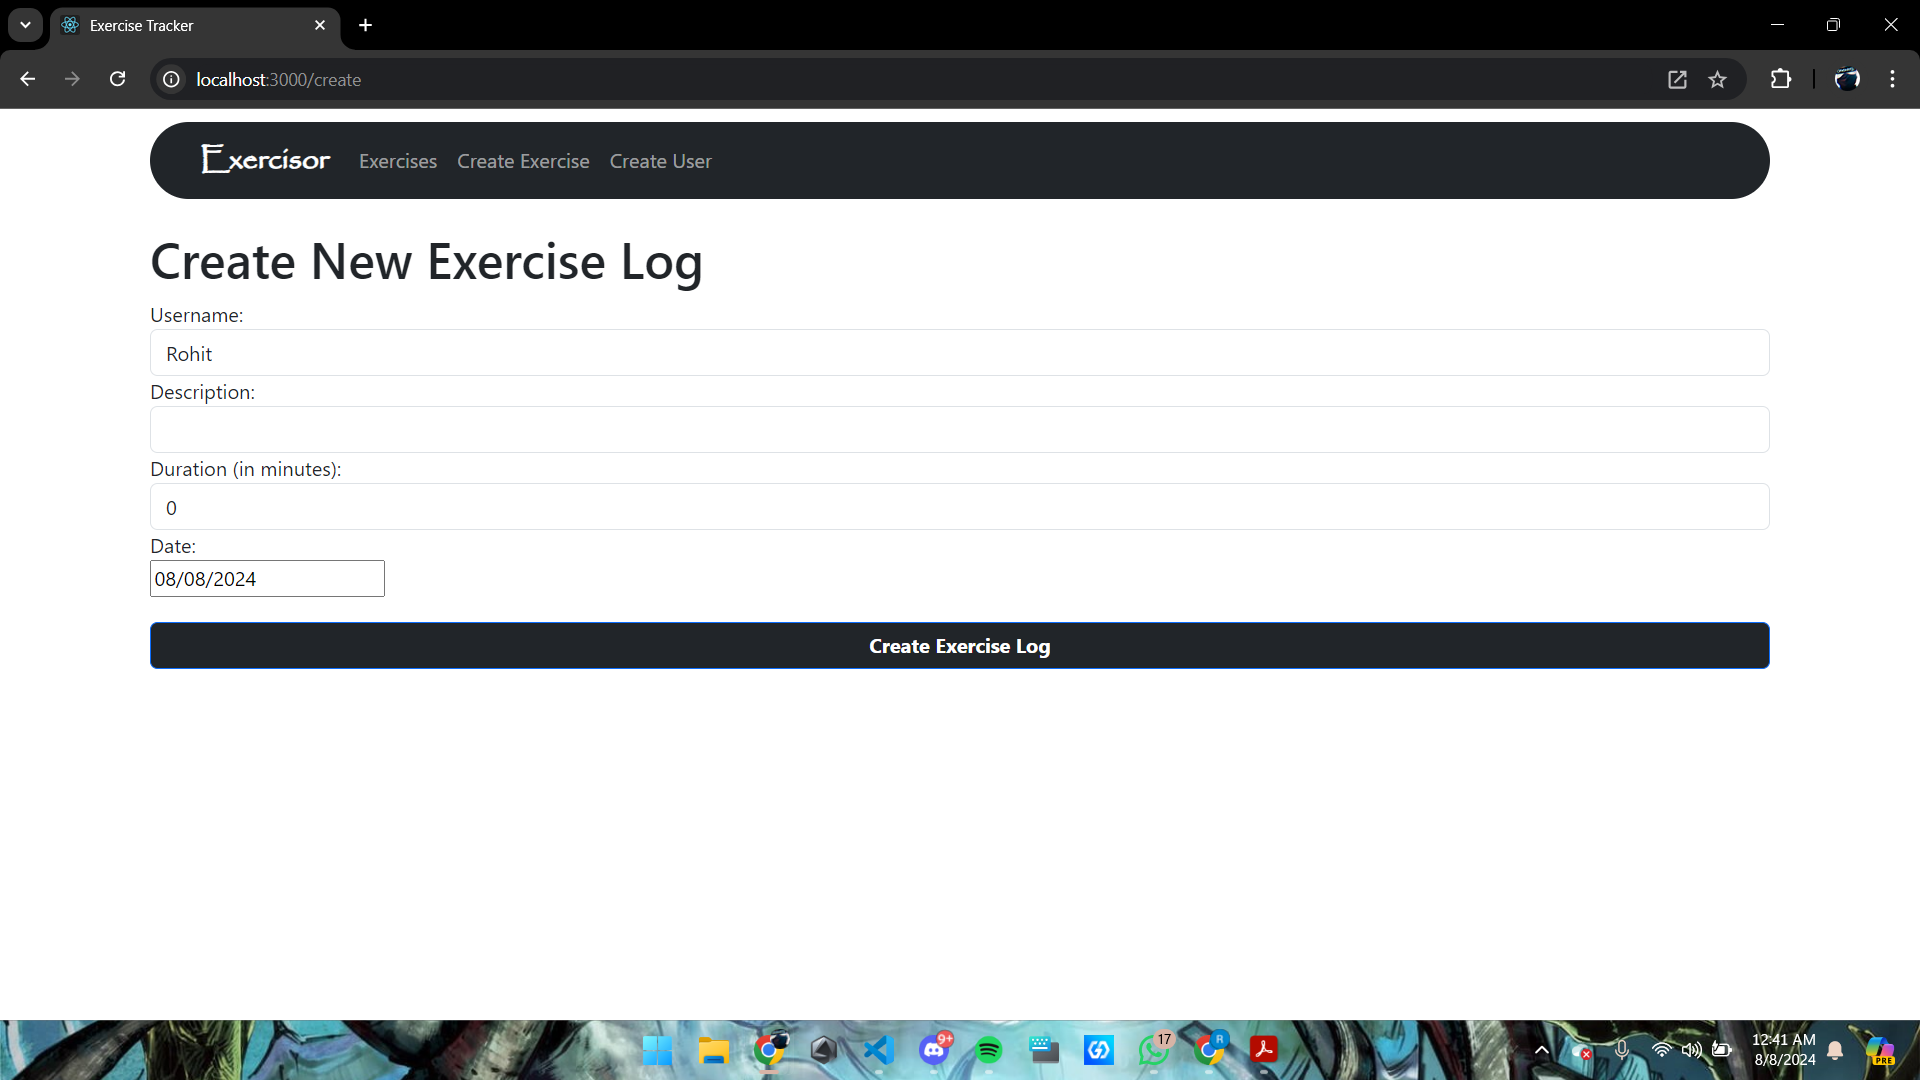 Exercise Tracker
localhost:3000/create
Exercisor Exercises Create Exercise Create User
Create New Exercise Log
Username:
Rohit
Description:
Duration (in minutes):
0
Date:
08/08/2024
Create Exercise Log
9+
17
R
12:41 AM
8/8/2024
PRE